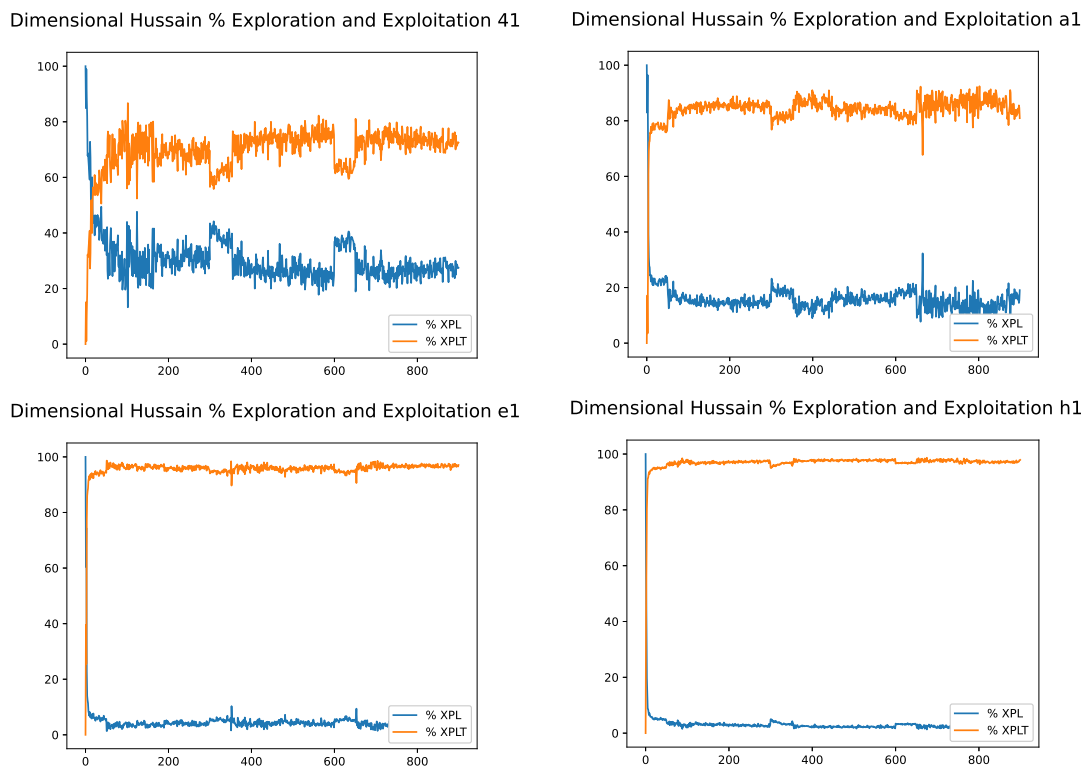 Dimensional Hussain % Exploration and Exploitation 41
100
80
60
40
20
0
0 200 400 600 800
% XPL
% XPLT
Dimensional Hussain % Exploration and Exploitation a1
100
80
60
40
20
0
0 200 400 600 800
% XPL
% XPLT
Dimensional Hussain % Exploration and Exploitation e1
100
80
60
40
20
0
0 200 400 600 800
% XPL
% XPLT
Dimensional Hussain % Exploration and Exploitation h1
100
80
60
40
20
0
0 200 400 600 800
% XPL
% XPLT